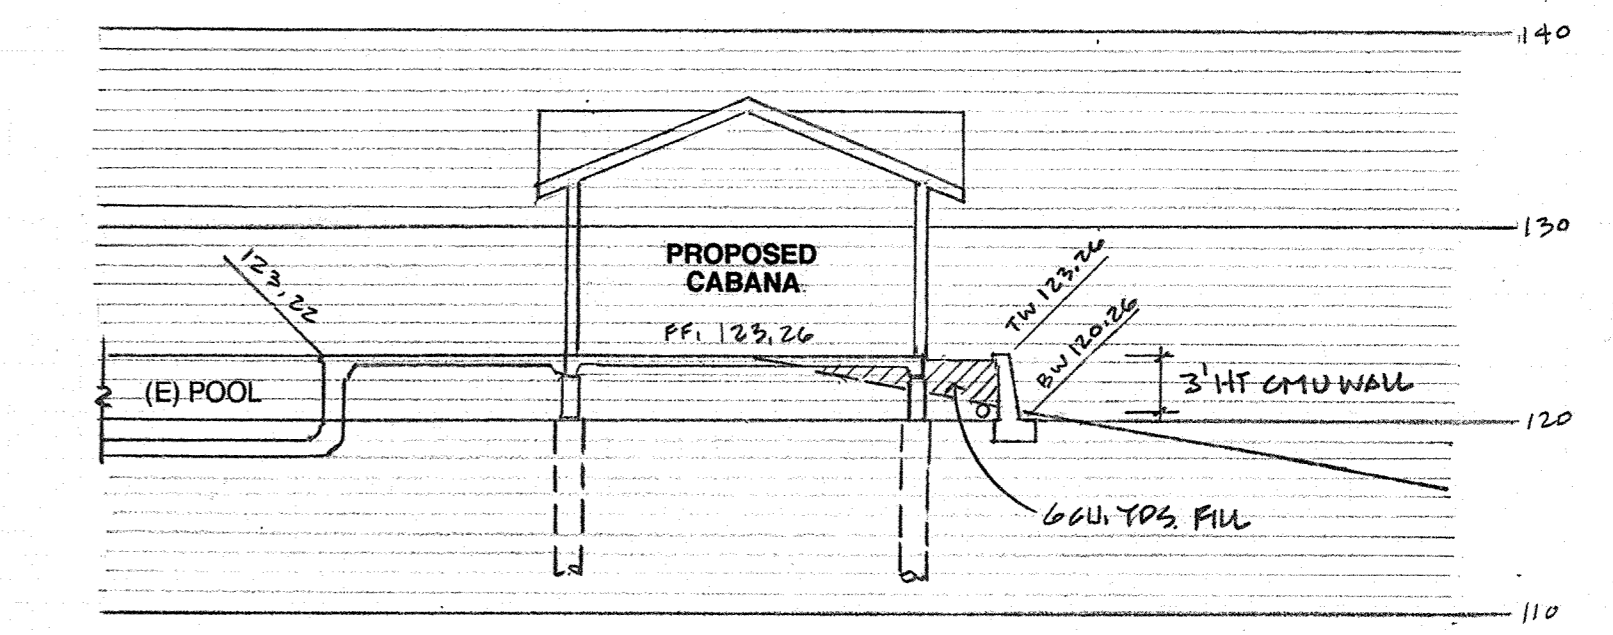 140
130
PROPOSED
CABANA
123.22
FF. 123.26
TW 123.26
BW 120.26
(E) POOL
3' HT CMU WALL
120
6 CU. YDS. FILL
110